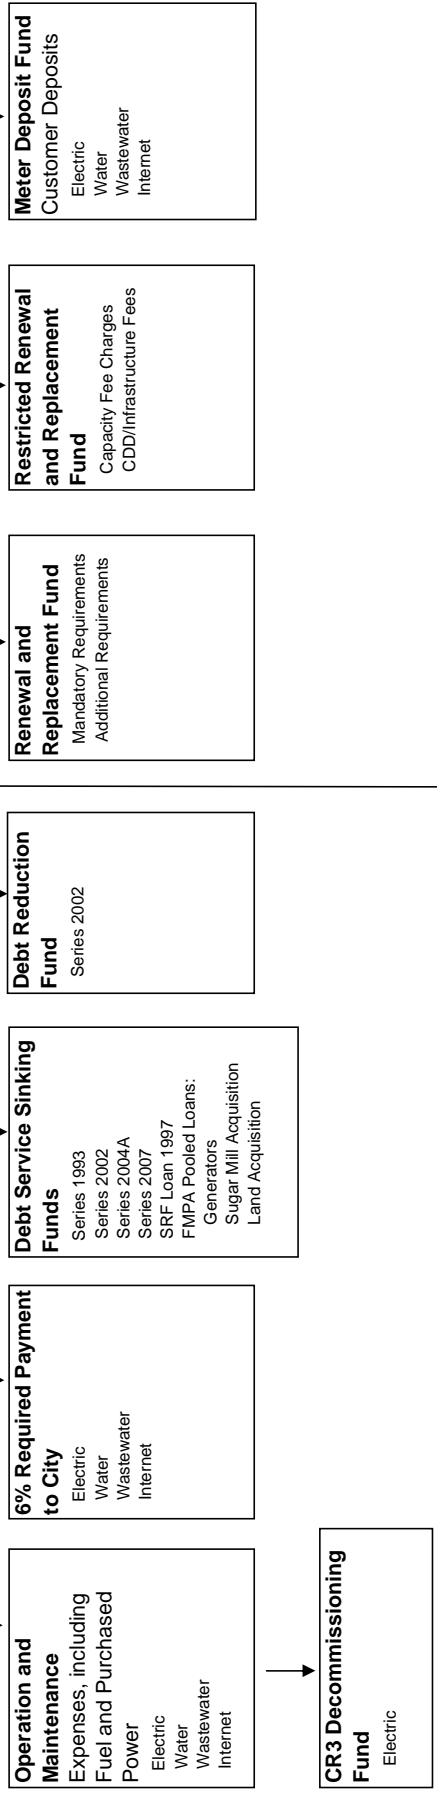 Operation and
Maintenance
Expenses, including
Fuel and Purchased
Power
Electric
Water
Wastewater
Internet
CR3 Decommissioning
Fund
Electric
6% Required Payment
to City
Electric
Water
Wastewater
Internet
Debt Service Sinking
Funds
Series 1993
Series 2002
Series 2004A
Series 2007
SRF Loan 1997
FMPA Pooled Loans:
Generators
Sugar Mill Acquisition
Land Acquisition
Debt Reduction
Fund
Series 2002
Renewal and
Replacement Fund
Mandatory Requirements
Additional Requirements
Restricted Renewal
and Replacement
Fund
Capacity Fee Charges
CDD/Infrastructure Fees
Meter Deposit Fund
Customer Deposits
Electric
Water
Wastewater
Internet